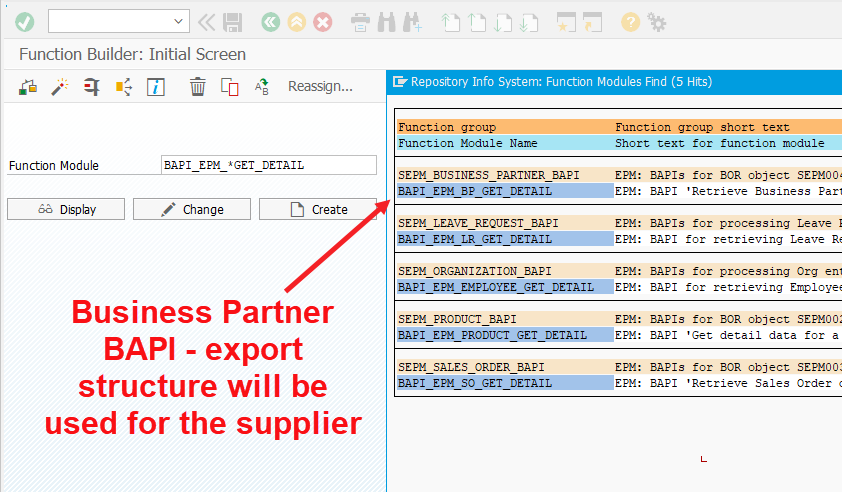 Function Builder: Initial Screen
Reassign...
Repository Info System: Function Modules Find (5 Hits)
Function group Function group short text
Function Module Name Short text for function module
Function Module BAPI_EPM_*GET_DETAIL
SEPM_BUSINESS_PARTNER_BAPI EPM: BAPIs for BOR object SEPM004
BAPI_EPM_BP_GET_DETAIL EPM: BAPI 'Retrieve Business Part
Display Change Create
SEPM_LEAVE_REQUEST_BAPI EPM: BAPIs for processing Leave R
BAPI_EPM_LR_GET_DETAIL EPM: BAPI for retrieving Leave Re
SEPM_ORGANIZATION_BAPI EPM: BAPIs for processing Org ent
BAPI_EPM_EMPLOYEE_GET_DETAIL EPM: BAPI for retrieving Employee
SEPM_PRODUCT_BAPI EPM: BAPIs for BOR object SEPM002
BAPI_EPM_PRODUCT_GET_DETAIL EPM: BAPI 'Get detail data for a
SEPM_SALES_ORDER_BAPI EPM: BAPIs for BOR object SEPM003
BAPI_EPM_SO_GET_DETAIL EPM: BAPI 'Retrieve Sales Order
Business Partner
BAPI - export
structure will be
used for the supplier